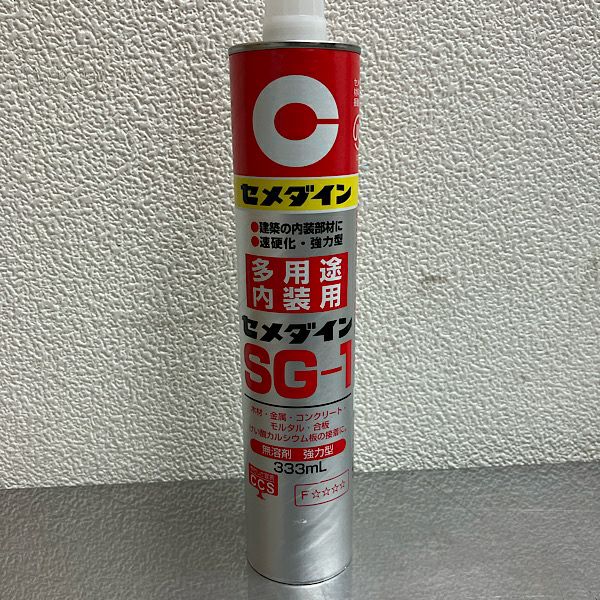 C
セメダイン
●建築の内装部材に
●速硬化・強力型
多用途
内装用
セメダイン
SG-1
木材・金属・コンクリート・
モルタル・合板
けい酸カルシウム板の接着に。
無溶剤 強力型
333mL
CCS
F☆☆☆☆